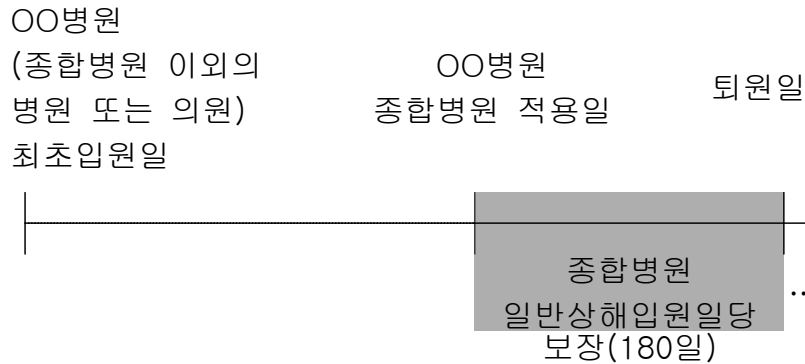 OO병원
(종합병원 이외의
병원 또는 의원)
최초입원일
OO병원
종합병원 적용일
퇴원일
종합병원
일반상해입원일당
보장(180일)
..